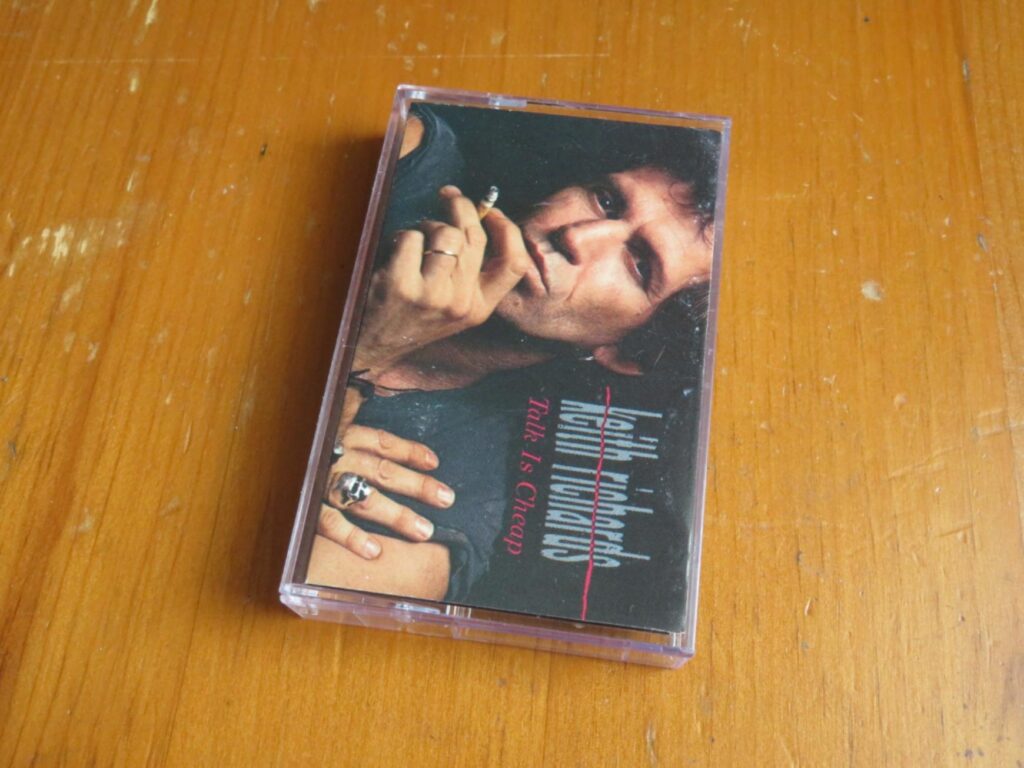 keith richards
Talk Is Cheap